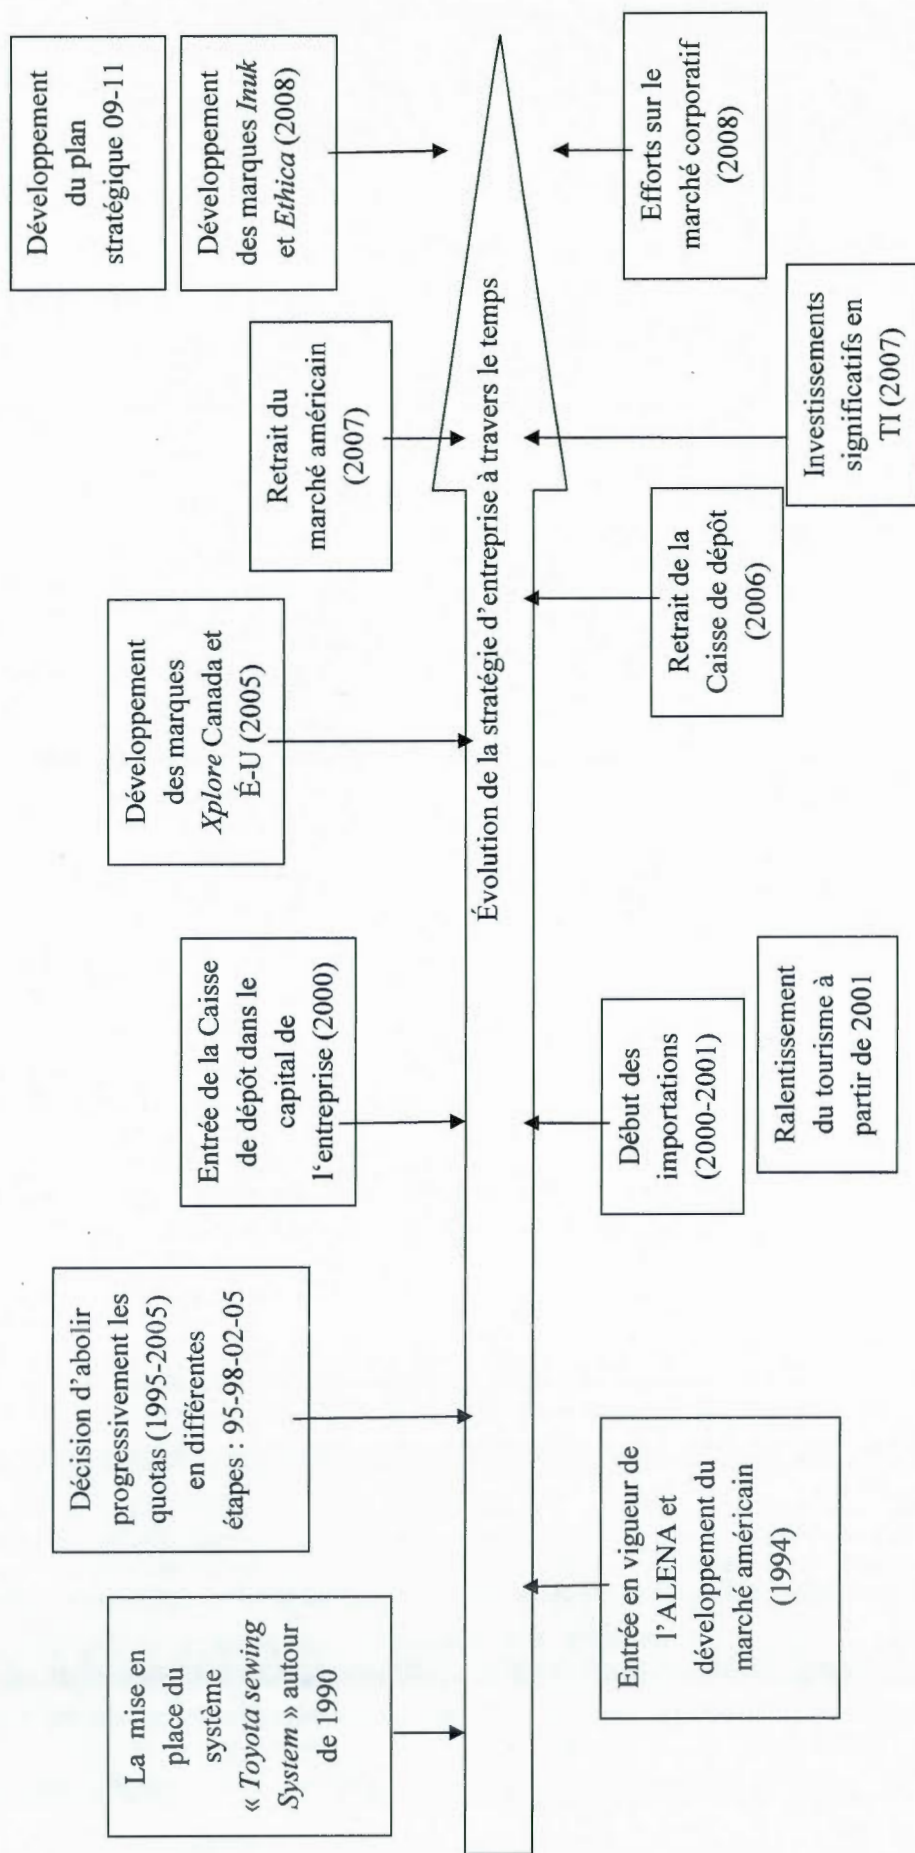 La mise en
place du
système
« Toyota sewing
System » autour
de 1990
Décision d'abolir
progressivement les
quotas (1995-2005)
en différentes
étapes : 95-98-02-05
Entrée de la Caisse
de dépôt dans le
capital de
l'entreprise (2000)
Développement
des marques
Xplore Canada et
É-U (2005)
Retrait du
marché américain
(2007)
Développement
du plan
stratégique 09-11
Développement
des marques Inuk
et Ethica (2008)
Évolution de la stratégie d'entreprise à travers le temps
Entrée en vigueur de
l'ALENA et
développement du
marché américain
(1994)
Début des
importations
(2000-2001)
Ralentissement
du tourisme à
partir de 2001
Retrait de la
Caisse de dépôt
(2006)
Investissements
significatifs en
TI (2007)
Efforts sur le
marché corporatif
(2008)